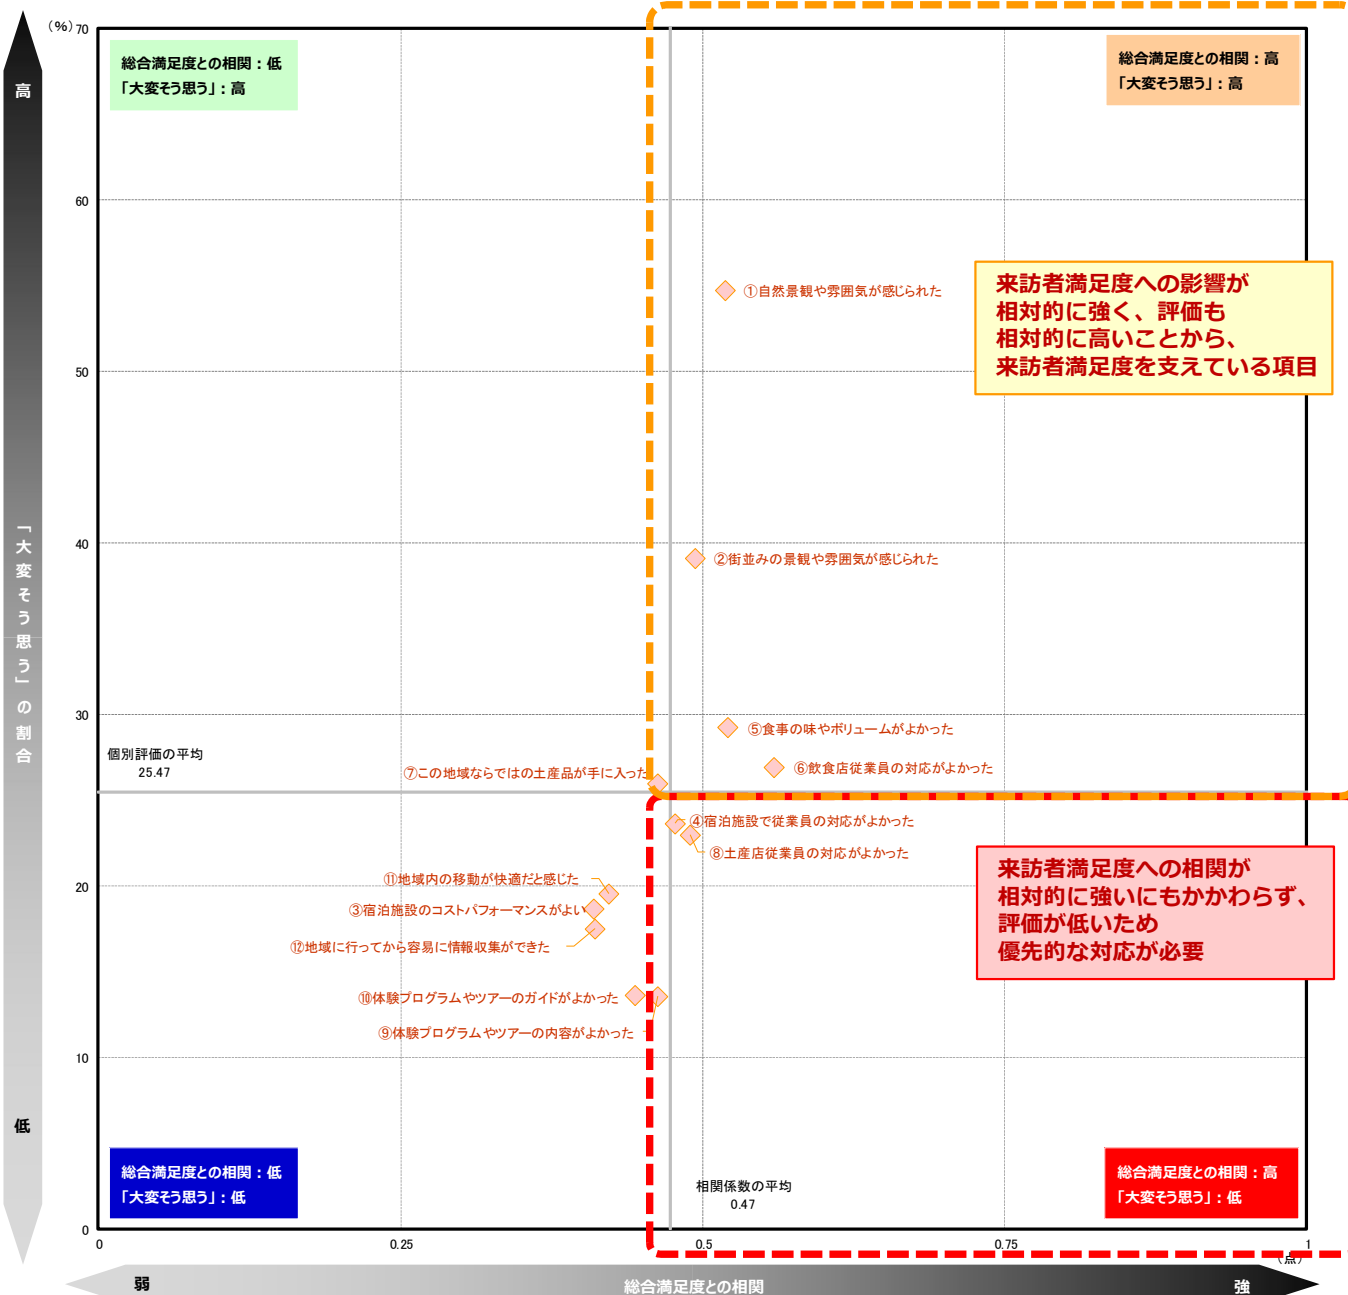 (%)
70
総合満足度との相関：低
「大変そう思う」：高
総合満足度との相関：高
「大変そう思う」：高
高
60
①自然景観や雰囲気が感じられた
来訪者満足度への影響が
相対的に強く、評価も
相対的に高いことから、
来訪者満足度を支えている項目
50
「大変そう思う」の割合
40
②街並みの景観や雰囲気が感じられた
30
⑤食事の味やボリュームがよかった
個別評価の平均
25.47
⑥飲食店従業員の対応がよかった
⑦この地域ならではの土産品が手に入った
④宿泊施設で従業員の対応がよかった
⑧土産店従業員の対応がよかった
来訪者満足度への相関が
相対的に強いにもかかわらず、
評価が低いため
優先的な対応が必要
20
⑪地域内の移動が快適だと感じた
③宿泊施設のコストパフォーマンスがよい
⑫地域に行ってから容易に情報収集ができた
⑩体験プログラムやツアーのガイドがよかった
⑨体験プログラムやツアーの内容がよかった
10
低
総合満足度との相関：低
「大変そう思う」：低
相関係数の平均
0.47
総合満足度との相関：高
「大変そう思う」：低
0
0
0.25
0.5
0.75
1
(点)
弱
総合満足度との相関
強